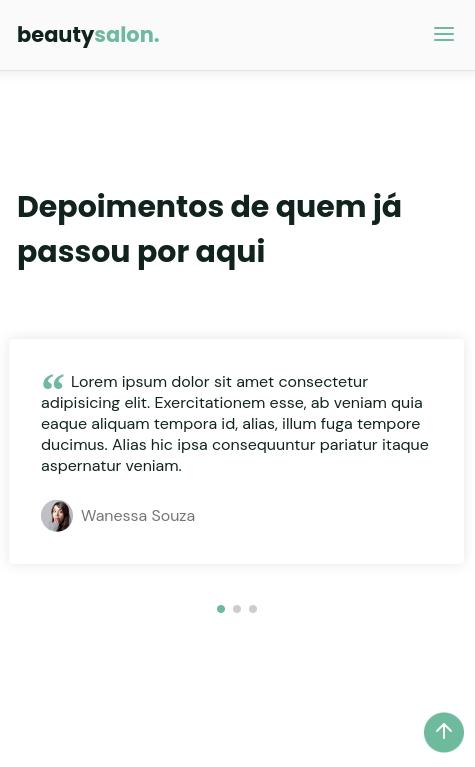 beautysalon.
Depoimentos de quem já
passou por aqui
“ Lorem ipsum dolor sit amet consectetur
adipisicing elit. Exercitationem esse, ab veniam quia
eaque aliquam tempora id, alias, illum fuga tempore
ducimus. Alias hic ipsa consequuntur pariatur itaque
aspernatur veniam.
Wanessa Souza